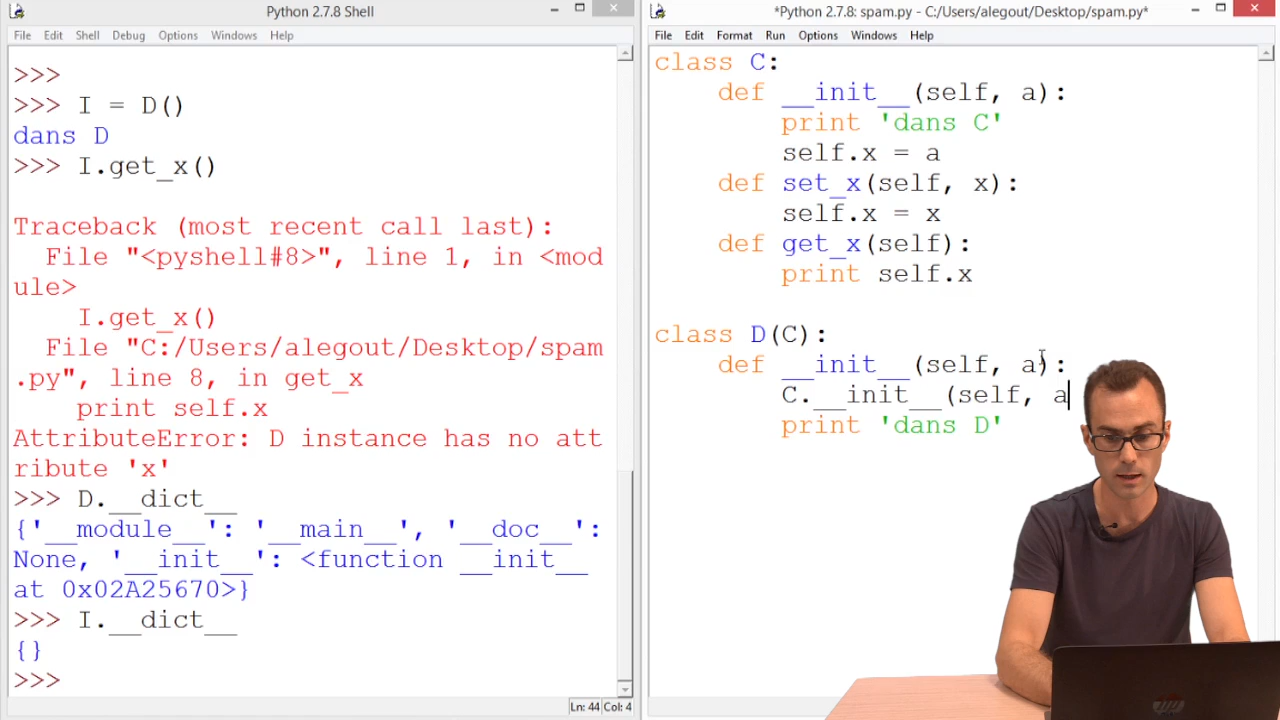 Python 2.7.8 Shell
File Edit Shell Debug Options Windows Help
>>>
>>> I = D()
dans D
>>> I.get_x()
Traceback (most recent call last):
File "<pyshell#8>", line 1, in <mod
ule>
I.get_x()
File "C:/Users/alegout/Desktop/spam
.py", line 8, in get_x
print self.x
AttributeError: D instance has no att
ribute 'x'
>>> D.__dict__
{'__module__': '__main__', '__doc__':
None, '__init__': <function __init__
at 0x02A25670>}
>>> I.__dict__
{}
>>>
Ln: 44 Col: 4
*Python 2.7.8: spam.py - C:/Users/alegout/Desktop/spam.py*
File Edit Format Run Options Windows Help
class C:
def __init__(self, a):
print 'dans C'
self.x = a
def set_x(self, x):
self.x = x
def get_x(self):
print self.x
class D(C):
def __init__(self, a):
C.__init__(self, a
print 'dans D'
hp